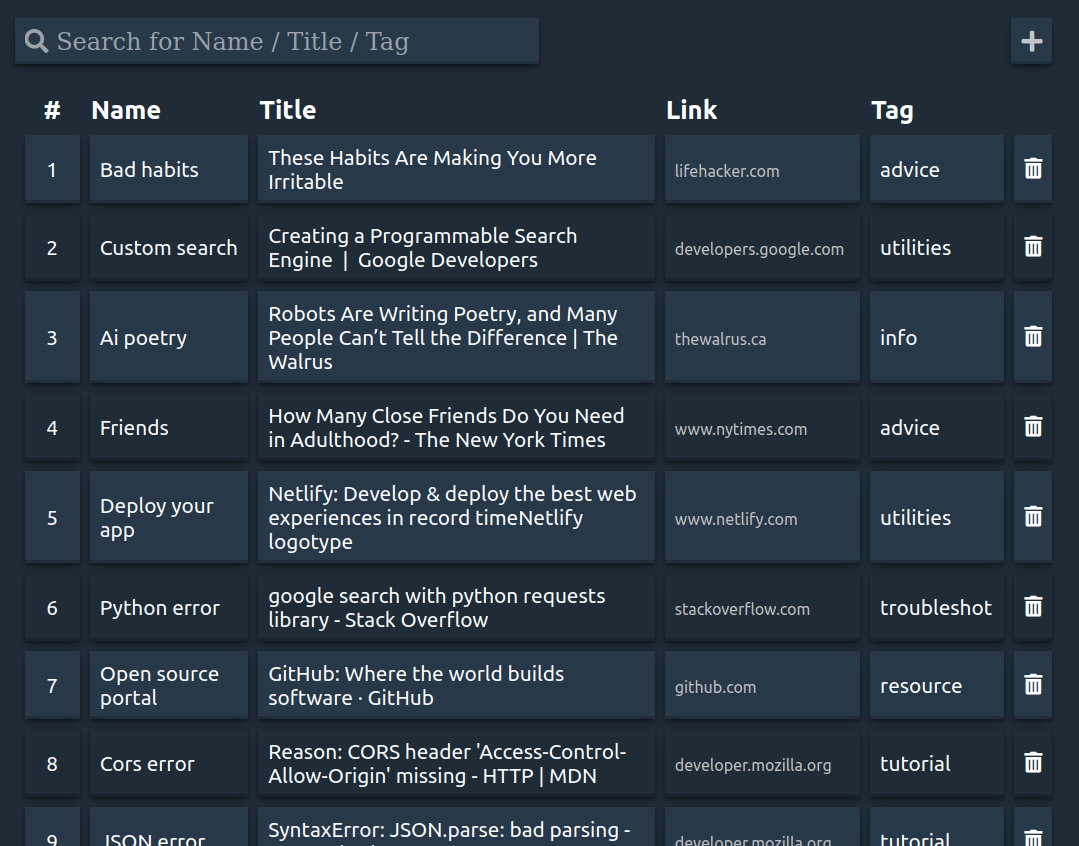 Search for Name / Title / Tag
# Name Title Link Tag
1 Bad habits These Habits Are Making You More Irritable lifehacker.com advice
2 Custom search Creating a Programmable Search Engine | Google Developers developers.google.com utilities
3 Ai poetry Robots Are Writing Poetry, and Many People Can’t Tell the Difference | The Walrus thewalrus.ca info
4 Friends How Many Close Friends Do You Need in Adulthood? - The New York Times www.nytimes.com advice
5 Deploy your app Netlify: Develop & deploy the best web experiences in record timeNetlify logotype www.netlify.com utilities
6 Python error google search with python requests library - Stack Overflow stackoverflow.com troubleshot
7 Open source portal GitHub: Where the world builds software · GitHub github.com resource
8 Cors error Reason: CORS header 'Access-Control-Allow-Origin' missing - HTTP | MDN developer.mozilla.org tutorial
9 JSON error SyntaxError: JSON.parse: bad parsing - developer.mozilla.org tutorial